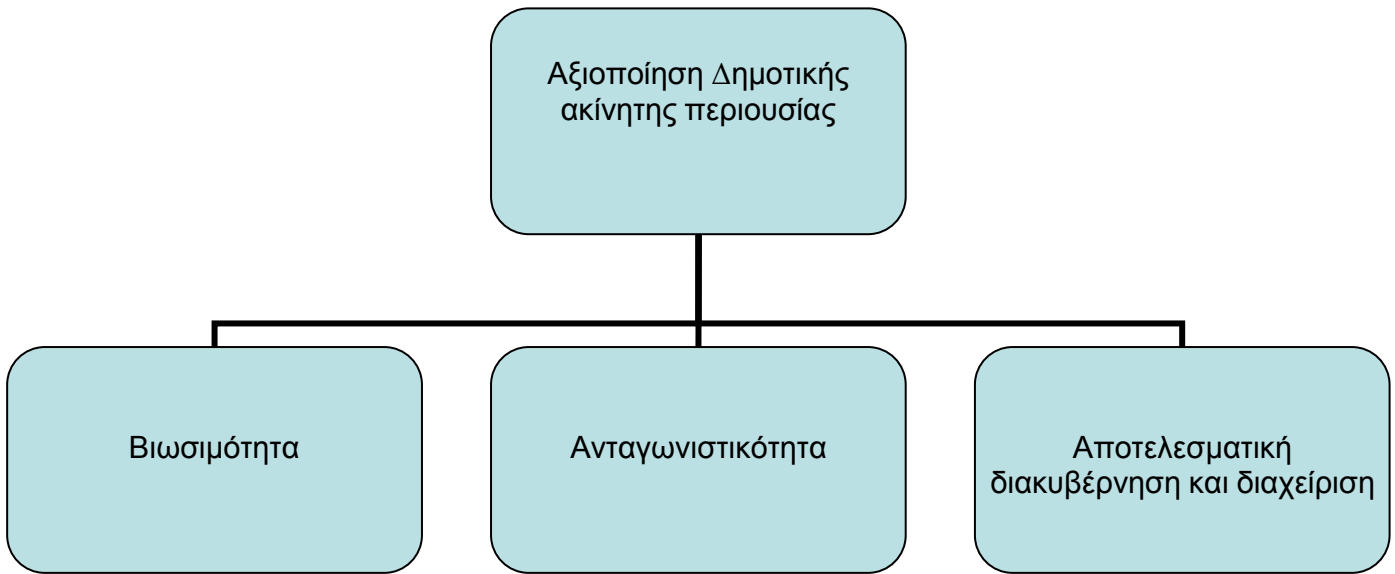 Αξιοποίηση Δημοτικής
ακίνητης περιουσίας
Βιωσιμότητα
Ανταγωνιστικότητα
Αποτελεσματική
διακυβέρνηση και διαχείριση